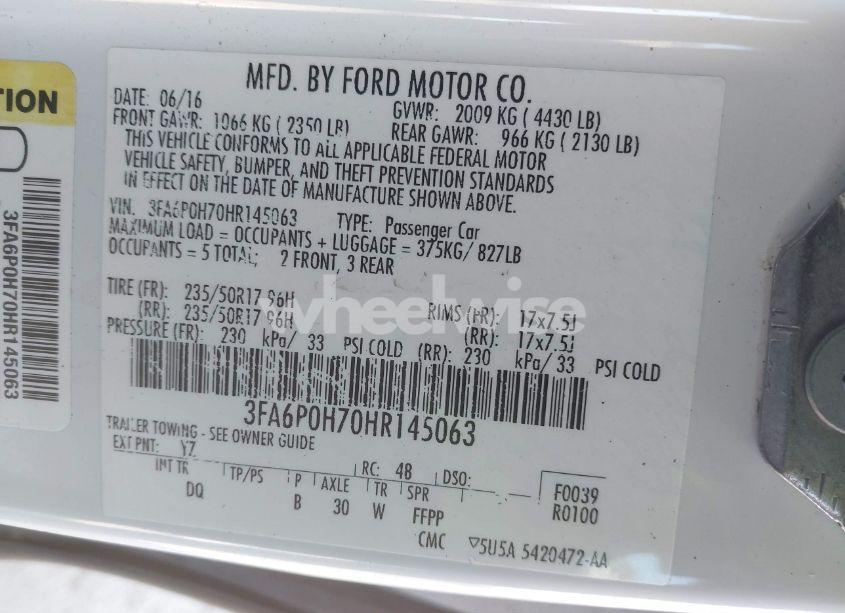 TION
3FA6P0H70HR145063
MFD. BY FORD MOTOR CO.
DATE: 06/16 GVWR: 2009 KG ( 4430 LB)
FRONT GAWR: 1066 KG ( 2350 LB) REAR GAWR: 966 KG ( 2130 LB)
THIS VEHICLE CONFORMS TO ALL APPLICABLE FEDERAL MOTOR
VEHICLE SAFETY, BUMPER, AND THEFT PREVENTION STANDARDS
IN EFFECT ON THE DATE OF MANUFACTURE SHOWN ABOVE.
VIN: 3FA6P0H70HR145063 TYPE: Passenger Car
MAXIMUM LOAD = OCCUPANTS + LUGGAGE = 375KG/ 827LB
OCCUPANTS = 5 TOTAL; 2 FRONT, 3 REAR
TIRE (FR): 235/50R17 96H RIMS (FR): 17x7.5J
(RR): 235/50R17 96H (RR): 17x7.5J
PRESSURE (FR): 230 kPa/ 33 PSI COLD (RR): 230 kPa/ 33 PSI COLD
wheelwise
3FA6P0H70HR145063
TRAILER TOWING - SEE OWNER GUIDE
EXT PNT: YZ RC: 48 DSO:
INT TR TP/PS P AXLE TR SPR F0039
DQ B 30 W FFPP R0100
CMC ▽5U5A 5420472-AA